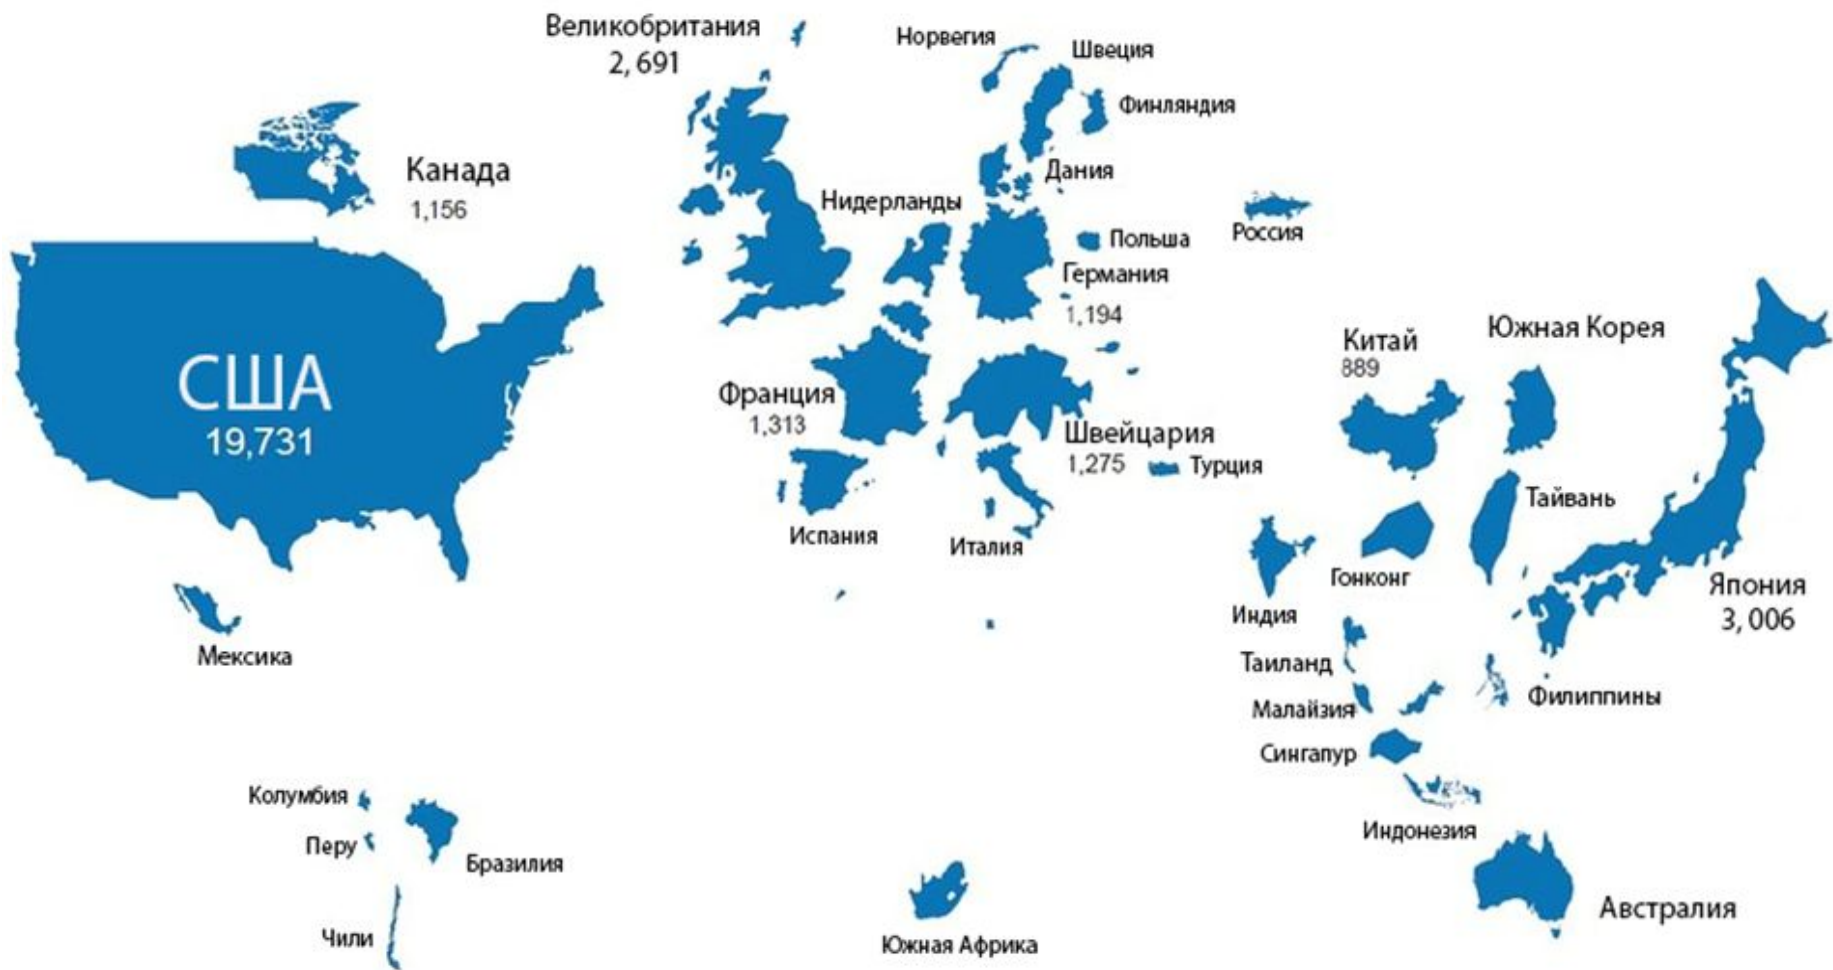 Великобритания
2, 691
Норвегия
Швеция
Финляндия
Канада
1,156
Дания
Нидерланды
Польша
Россия
Германия
1,194
США
19,731
Франция
1,313
Швейцария
1,275
Турция
Испания
Италия
Китай
889
Южная Корея
Тайвань
Гонконг
Индия
Япония
3, 006
Таиланд
Филиппины
Малайзия
Сингапур
Индонезия
Австралия
Мексика
Колумбия
Перу
Бразилия
Чили
Южная Африка